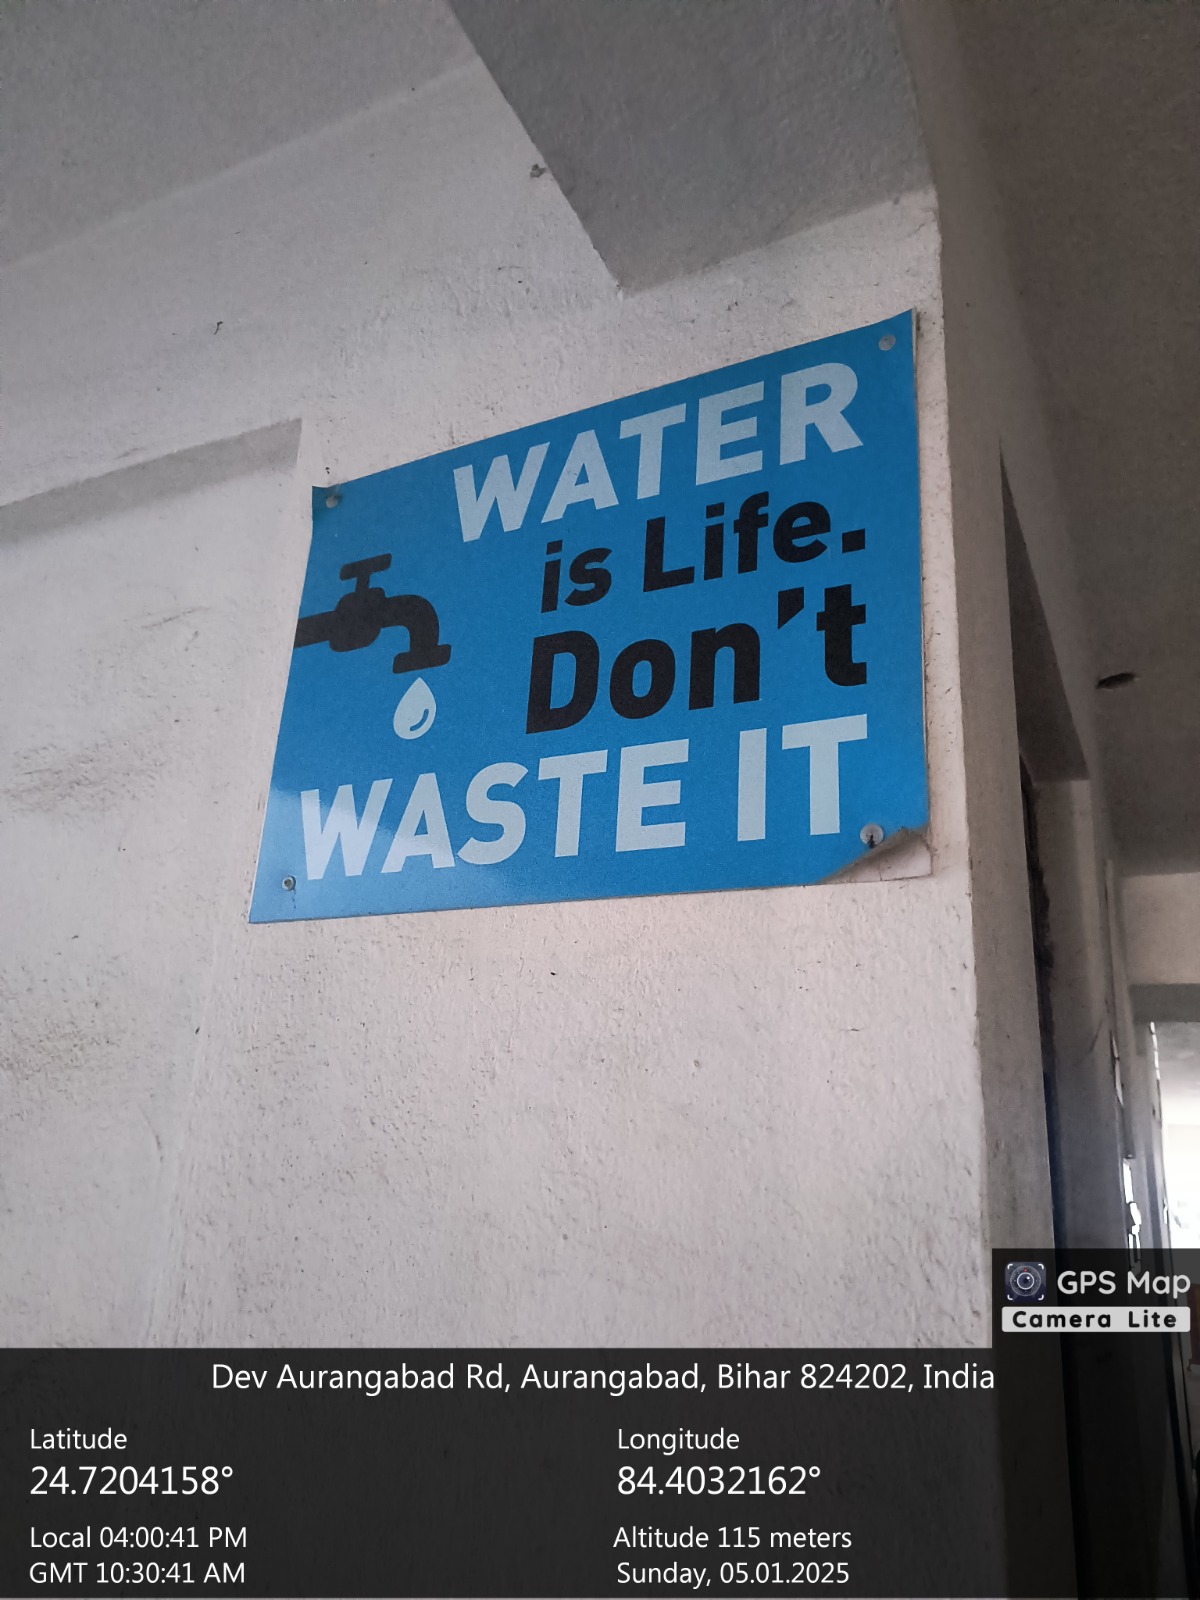 WATER
is Life.
Don't
WASTE IT
GPS Map
Camera Lite
Dev Aurangabad Rd, Aurangabad, Bihar 824202, India
Latitude
24.7204158°
Longitude
84.4032162°
Local 04:00:41 PM
GMT 10:30:41 AM
Altitude 115 meters
Sunday, 05.01.2025